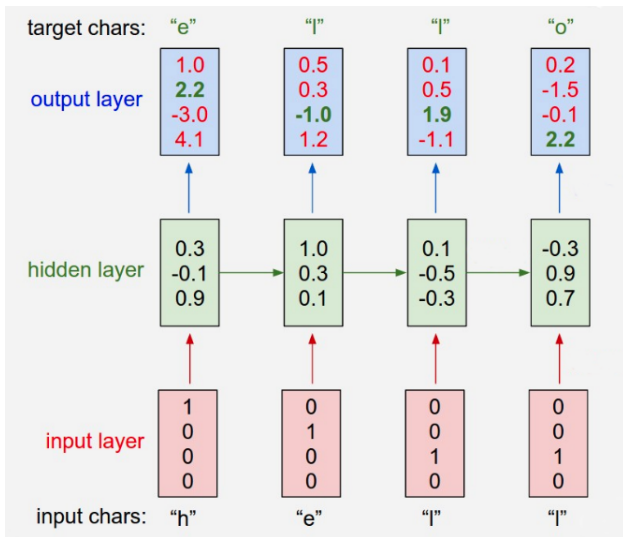 target chars: “e” “l” “l” “o”
1.0 0.5 0.1 0.2
output layer 2.2 0.3 0.5 -1.5
-3.0 -1.0 1.9 -0.1
4.1 1.2 -1.1 2.2
0.3 1.0 0.1 -0.3
hidden layer -0.1 0.3 -0.5 0.9
0.9 0.1 -0.3 0.7
1 0 0 0
0 1 0 0
input layer 0 0 1 1
0 0 0 0
input chars: “h” “e” “l” “l”